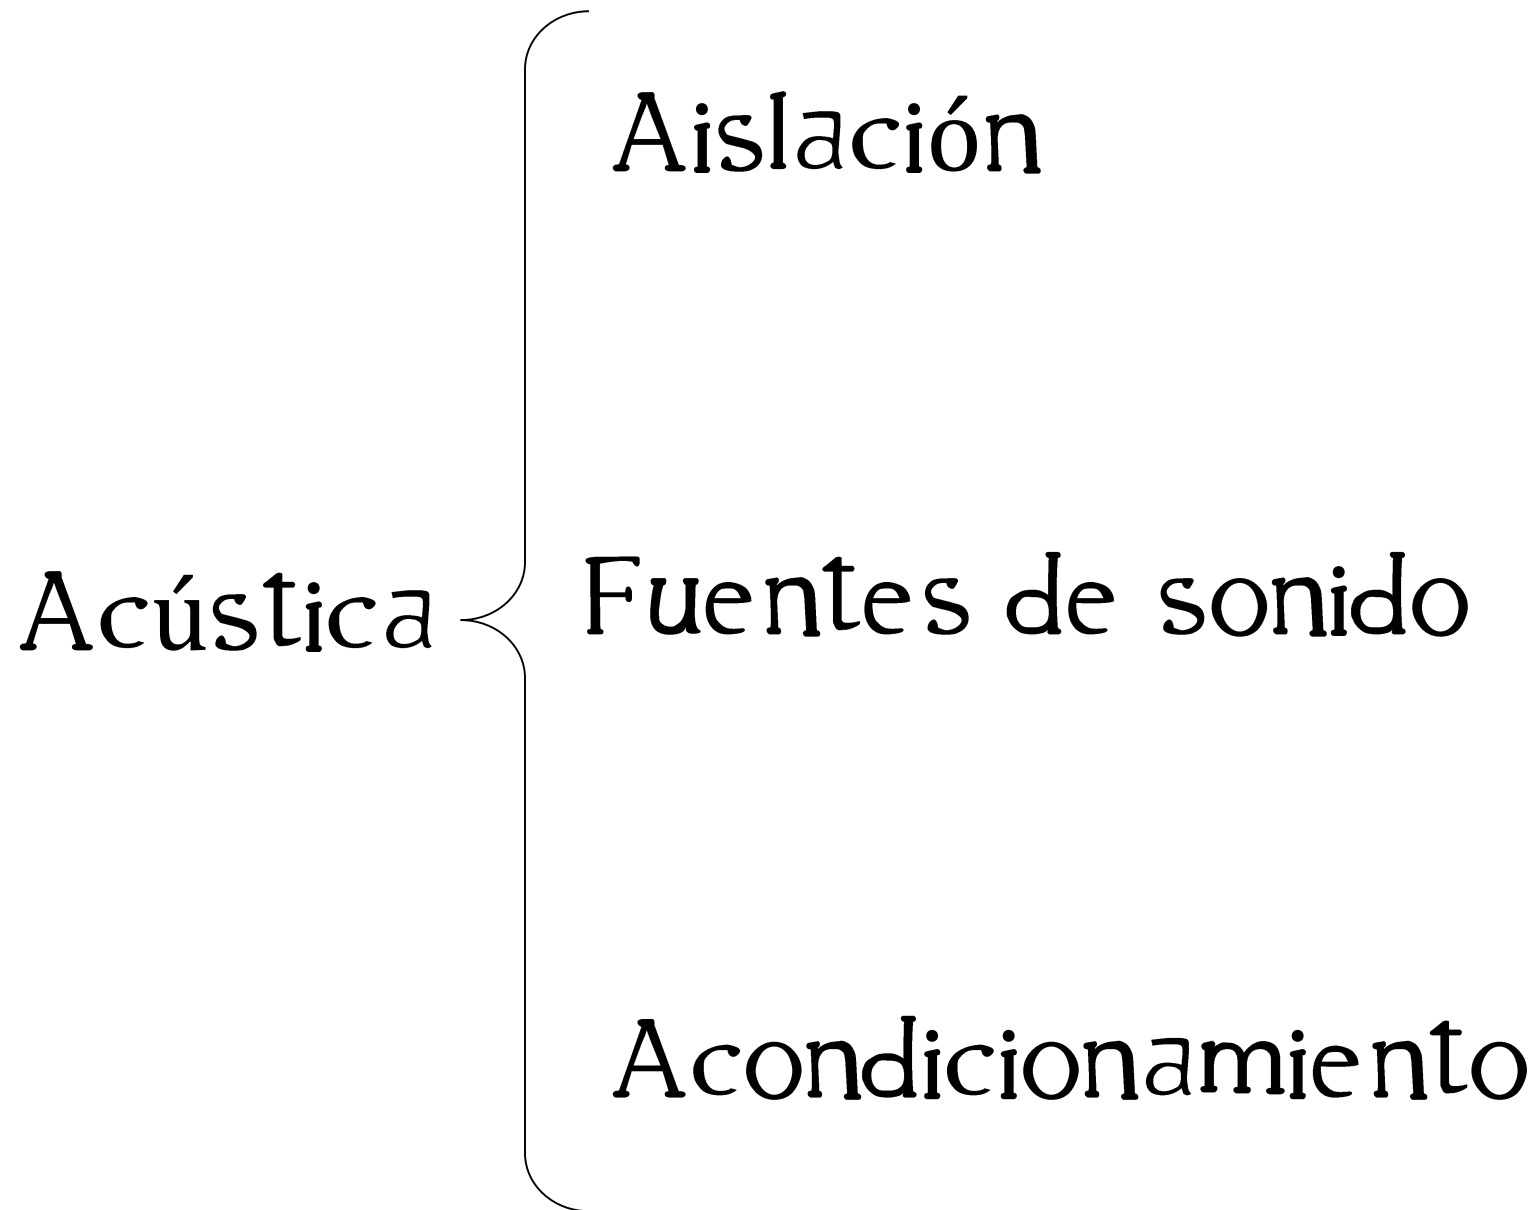 Aislación
Acústica
Fuentes de sonido
Acondicionamiento